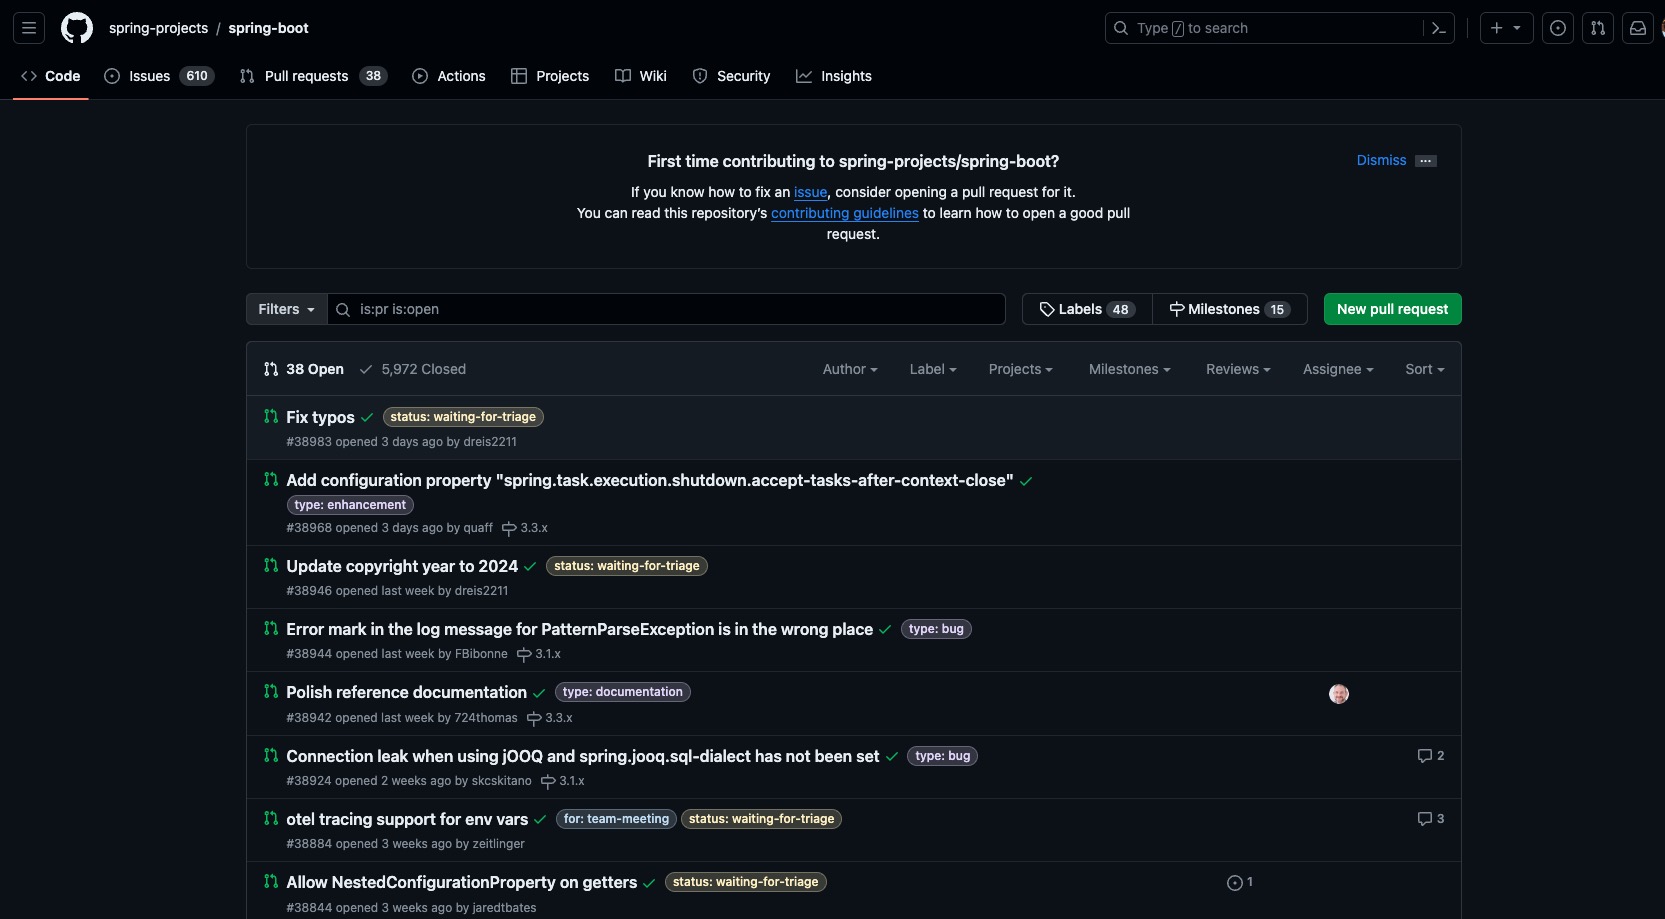 spring-projects / spring-boot
Type / to search
Code Issues 610 Pull requests 38 Actions Projects Wiki Security Insights
First time contributing to spring-projects/spring-boot?
Dismiss ...
If you know how to fix an issue, consider opening a pull request for it.
You can read this repository's contributing guidelines to learn how to open a good pull
request.
Filters is:pr is:open Labels 48 Milestones 15 New pull request
38 Open 5,972 Closed Author Label Projects Milestones Reviews Assignee Sort
Fix typos status: waiting-for-triage
#38983 opened 3 days ago by dreis2211
Add configuration property "spring.task.execution.shutdown.accept-tasks-after-context-close"
type: enhancement
#38968 opened 3 days ago by quaff 3.3.x
Update copyright year to 2024 status: waiting-for-triage
#38946 opened last week by dreis2211
Error mark in the log message for PatternParseException is in the wrong place type: bug
#38944 opened last week by FBibonne 3.1.x
Polish reference documentation type: documentation
#38942 opened last week by 724thomas 3.3.x
Connection leak when using jOOQ and spring.jooq.sql-dialect has not been set type: bug 2
#38924 opened 2 weeks ago by skcskitano 3.1.x
otel tracing support for env vars for: team-meeting status: waiting-for-triage 3
#38884 opened 3 weeks ago by zeitlinger
Allow NestedConfigurationProperty on getters status: waiting-for-triage 1
#38844 opened 3 weeks ago by jaredtbates